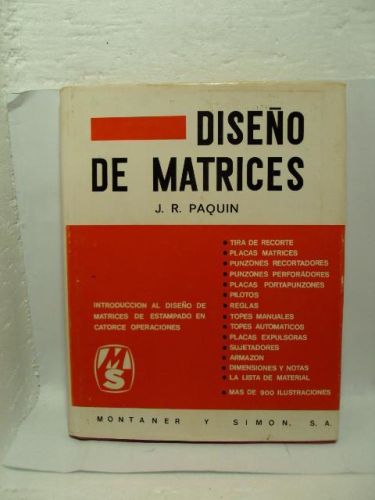 DISEÑO
DE MATRICES
J. R. PAQUIN
• TIRA DE RECORTE
• PLACAS MATRICES
• PUNZONES RECORTADORES
• PUNZONES PERFORADORES
• PLACAS PORTAPUNZONES
• PILOTOS
• REGLAS
• TOPES MANUALES
• TOPES AUTOMATICOS
• PLACAS EXPULSORAS
• SUJETADORES
• ARMAZON
• DIMENSIONES Y NOTAS
• LA LISTA DE MATERIAL
• MAS DE 900 ILUSTRACIONES
INTRODUCCION AL DISEÑO DE
MATRICES DE ESTAMPADO EN
CATORCE OPERACIONES
MS
MONTANER Y SIMON, S.A.